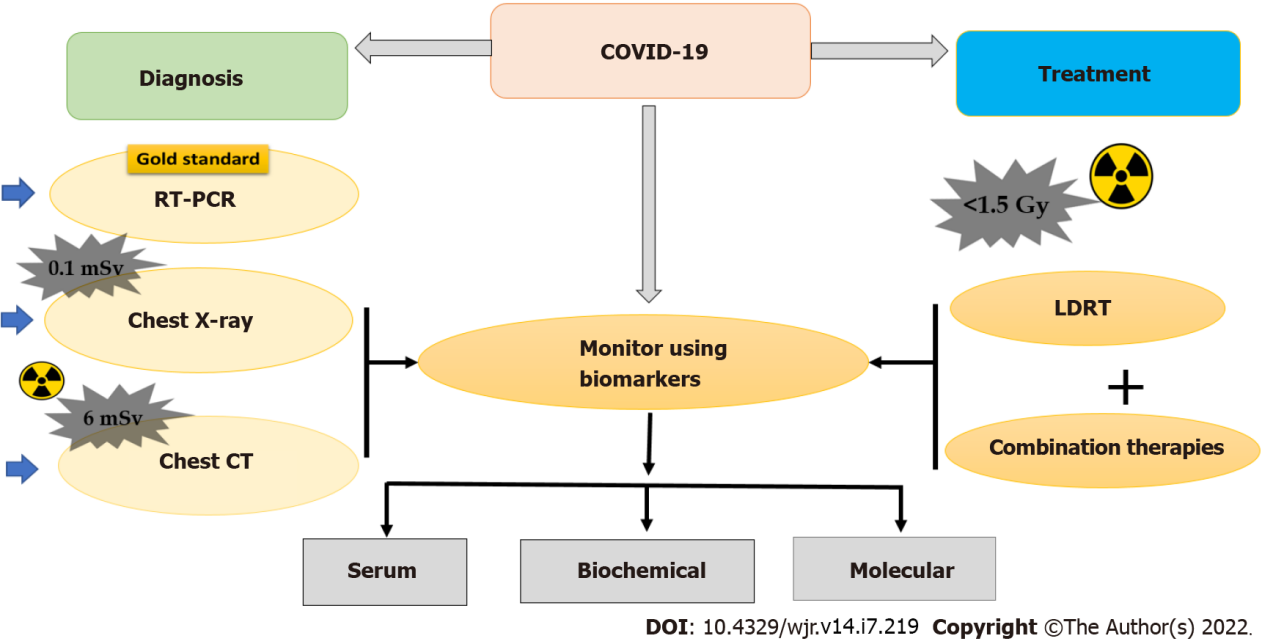 COVID-19
Diagnosis
Treatment
Gold standard
RT-PCR
<1.5 Gy
0.1 mSv
Chest X-ray
LDRT
Monitor using
biomarkers
+
6 mSv
Chest CT
Combination therapies
Serum
Biochemical
Molecular
DOI: 10.4329/wjr.v14.i7.219 Copyright ©The Author(s) 2022.